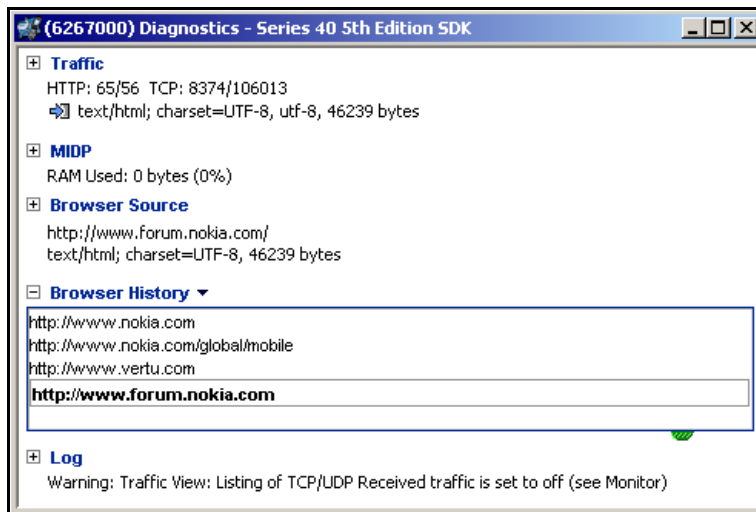 (6267000) Diagnostics - Series 40 5th Edition SDK
Traffic
HTTP: 65/56 TCP: 8374/106013
text/html; charset=UTF-8, utf-8, 46239 bytes
MIDP
RAM Used: 0 bytes (0%)
Browser Source
http://www.forum.nokia.com/
text/html; charset=UTF-8, 46239 bytes
Browser History
http://www.nokia.com
http://www.nokia.com/global/mobile
http://www.vertu.com
http://www.forum.nokia.com
Log
Warning: Traffic View: Listing of TCP/UDP Received traffic is set to off (see Monitor)